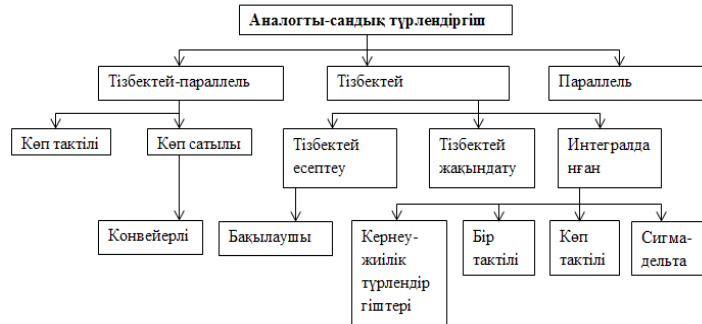 Аналогты-сандық түрлендіргіш
Тізбектей-параллель
Тізбектей
Параллель
Көп тактілі
Көп сатылы
Тізбектей
есептеу
Тізбектей
жақындату
Интегралда
нған
Конвейерлі
Бақылаушы
Кернеу-
жиілік
түрлендір
гіштері
Бір
тактілі
Көп
тактілі
Сигма-
дельта